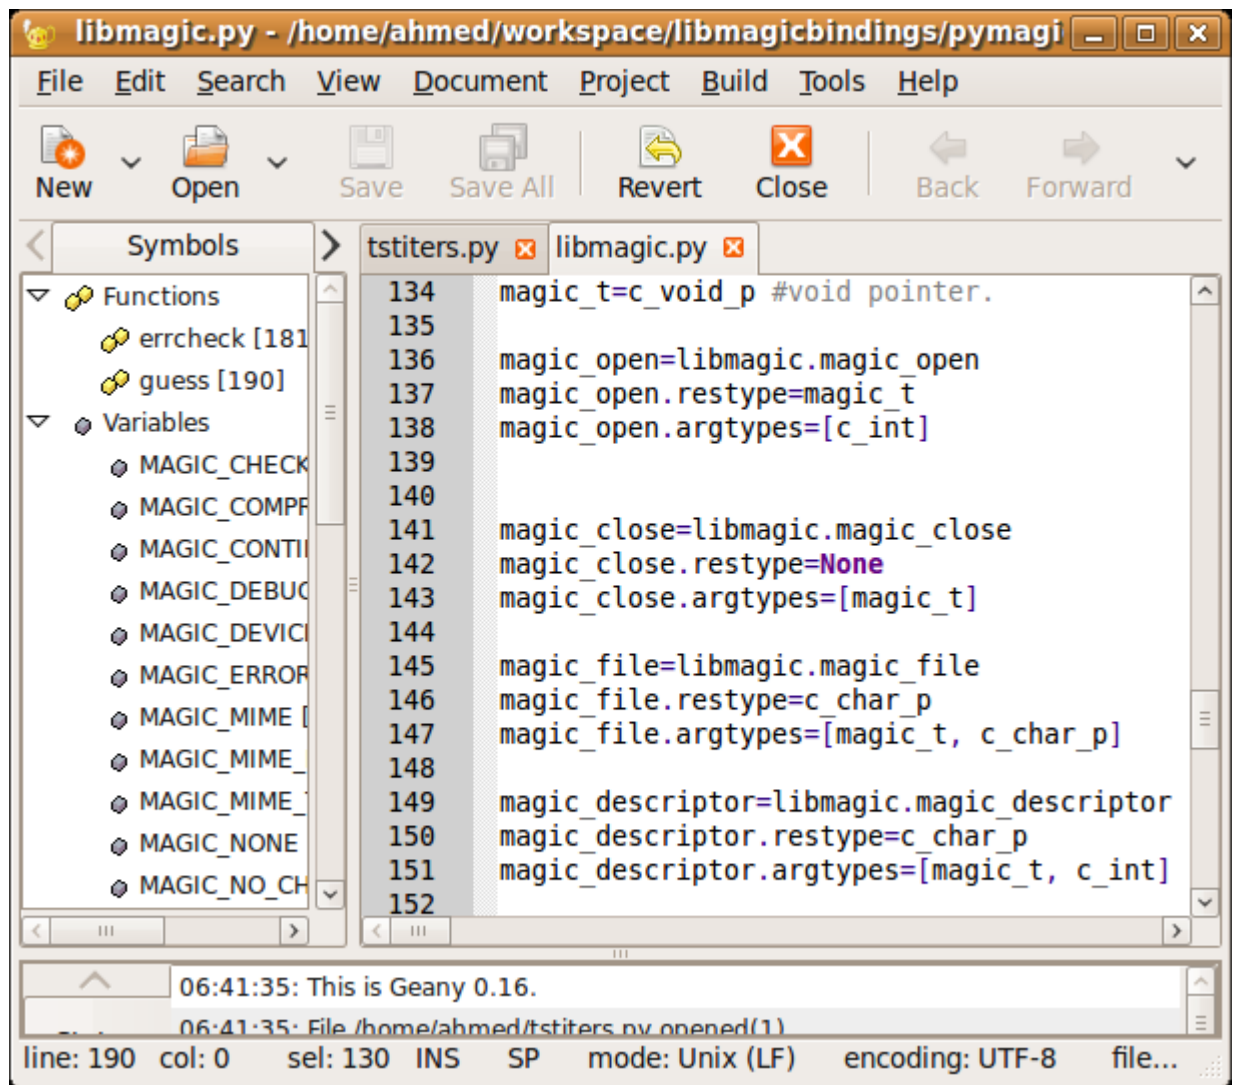 libmagic.py - /home/ahmed/workspace/libmagicbindings/pymagi
File Edit Search View Document Project Build Tools Help
New Open Save Save All Revert Close Back Forward
Symbols
tstiters.py libmagic.py
Functions
errcheck [181
guess [190]
Variables
MAGIC_CHECK
MAGIC_COMPR
MAGIC_CONTI
MAGIC_DEBUG
MAGIC_DEVIC
MAGIC_ERROR
MAGIC_MIME [
MAGIC_MIME_
MAGIC_MIME_
MAGIC_NONE
MAGIC_NO_CH
134 magic_t=c_void_p #void pointer.
135
136 magic_open=libmagic.magic_open
137 magic_open.restype=magic_t
138 magic_open.argtypes=[c_int]
139
140
141 magic_close=libmagic.magic_close
142 magic_close.restype=None
143 magic_close.argtypes=[magic_t]
144
145 magic_file=libmagic.magic_file
146 magic_file.restype=c_char_p
147 magic_file.argtypes=[magic_t, c_char_p]
148
149 magic_descriptor=libmagic.magic_descriptor
150 magic_descriptor.restype=c_char_p
151 magic_descriptor.argtypes=[magic_t, c_int]
152
06:41:35: This is Geany 0.16.
06:41:35: File /home/ahmed/tstiters.py opened(1)
line: 190 col: 0 sel: 130 INS SP mode: Unix (LF) encoding: UTF-8 file...